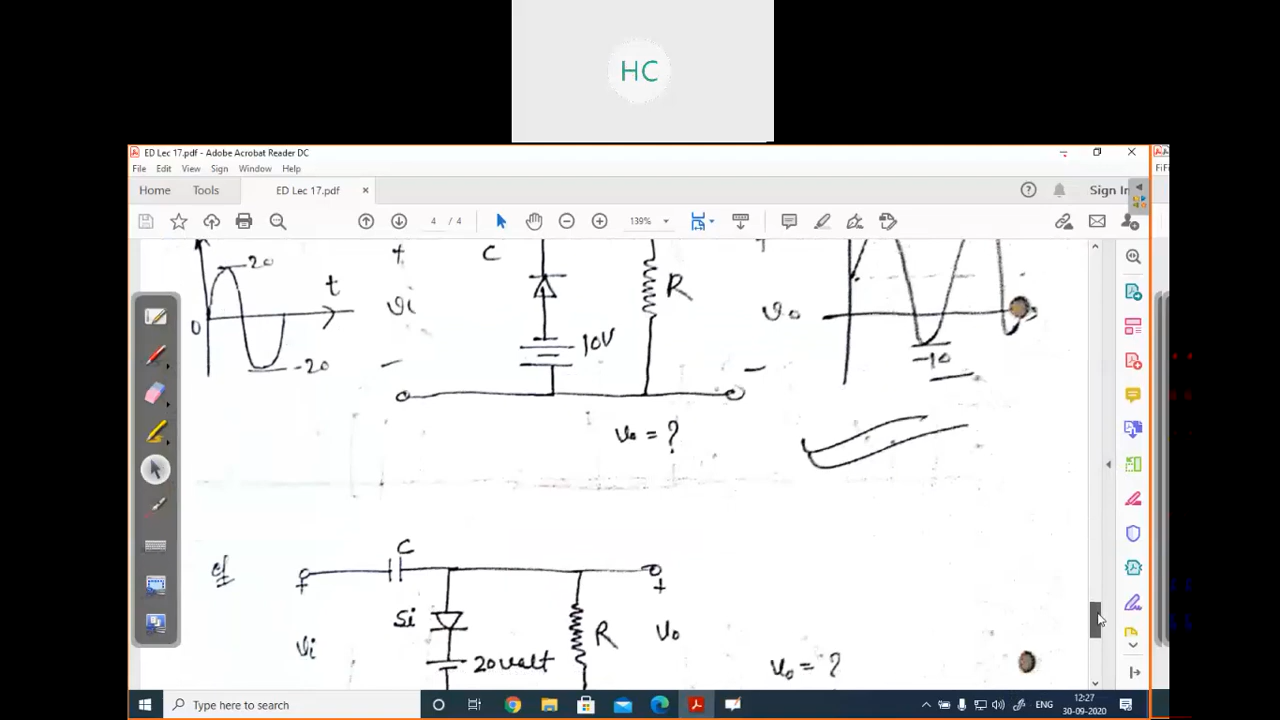 HC
ED Lec 17.pdf - Adobe Acrobat Reader DC
File Edit View Sign Window Help
Home Tools ED Lec 17.pdf × Sign In
4 / 4 139%
FiFi
-20
t
0
-20
+
vi
-
C
10V
R
vo
-10
-
vo = ?
C
+
+
Si
vi
R
vo
20volt
vo = ?
Type here to search
ENG
12:27
30-09-2020